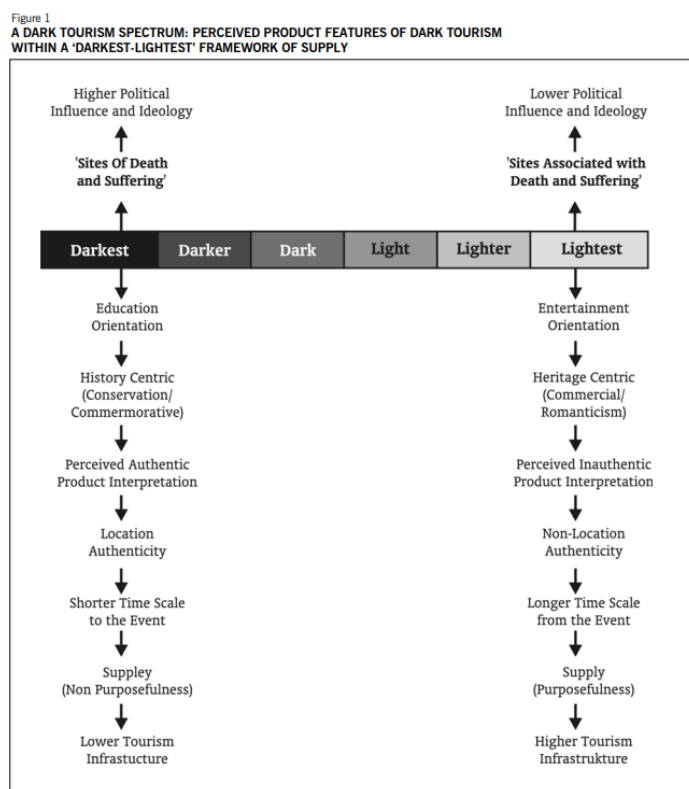 Figure 1
A DARK TOURISM SPECTRUM: PERCEIVED PRODUCT FEATURES OF DARK TOURISM
WITHIN A ‘DARKEST-LIGHTEST’ FRAMEWORK OF SUPPLY
Higher Political
Influence and Ideology
Lower Political
Influence and Ideology
'Sites Of Death
and Suffering'
'Sites Associated with
Death and Suffering'
Darkest
Darker
Dark
Light
Lighter
Lightest
Education
Orientation
Entertainment
Orientation
History Centric
(Conservation/
Commermorative)
Heritage Centric
(Commercial/
Romanticism)
Perceived Authentic
Product Interpretation
Perceived Inauthentic
Product Interpretation
Location
Authenticity
Non-Location
Authenticity
Shorter Time Scale
to the Event
Longer Time Scale
from the Event
Suppley
(Non Purposefulness)
Supply
(Purposefulness)
Lower Tourism
Infrastucture
Higher Tourism
Infrastrukture